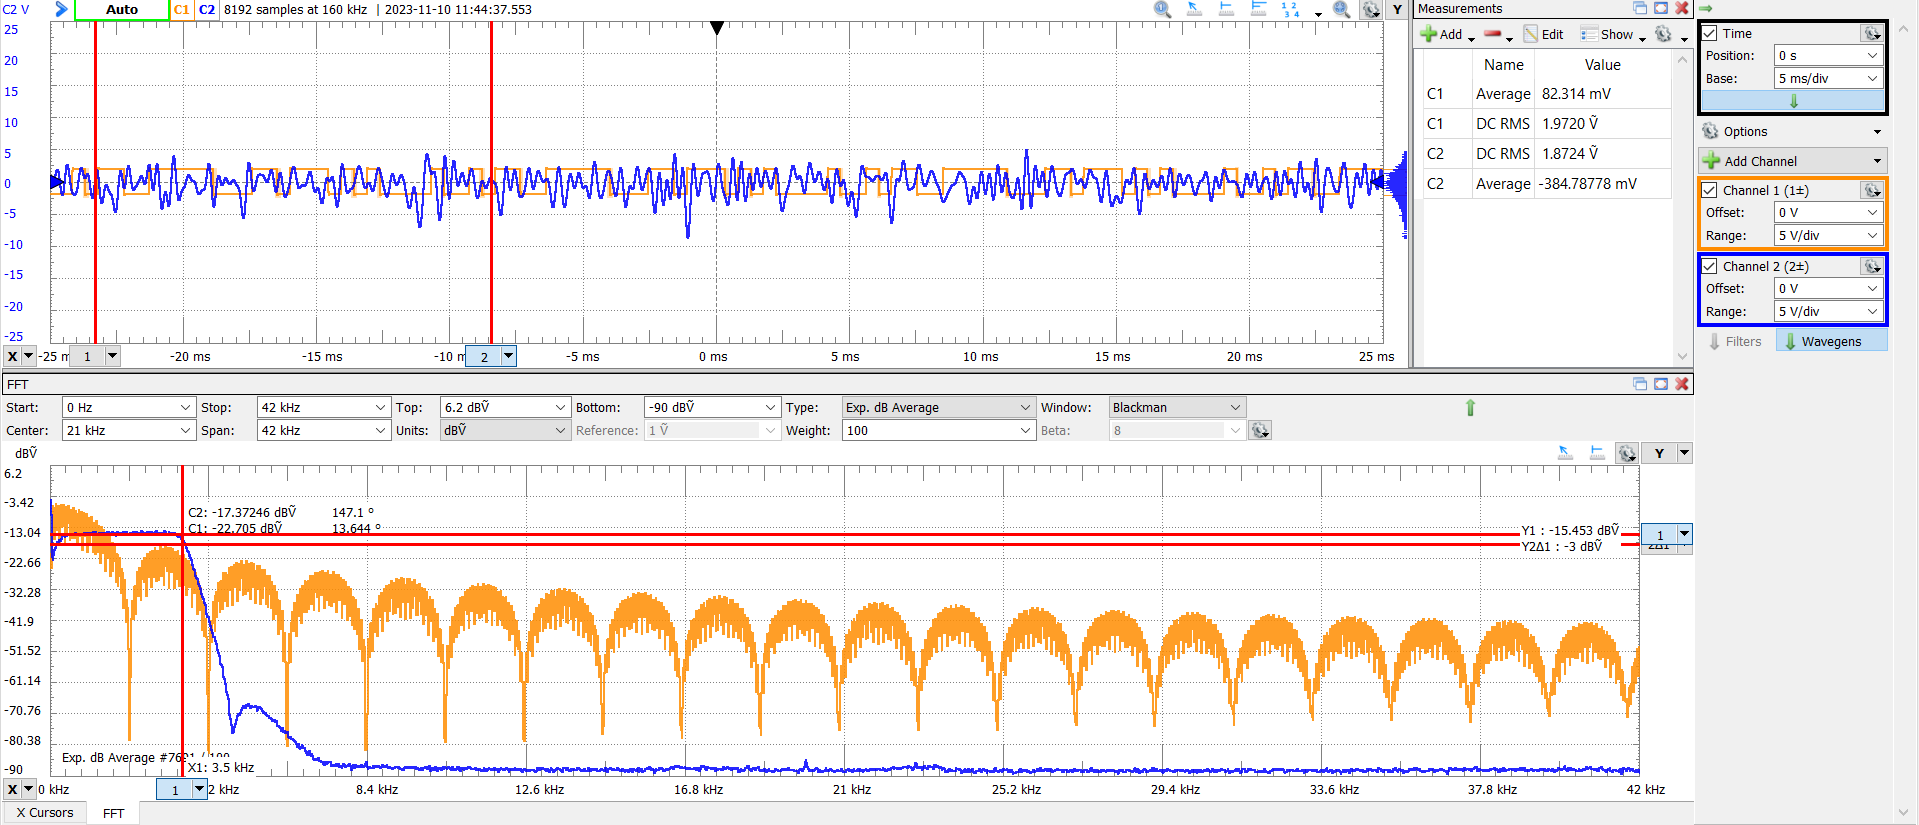 C2 V Auto C1 C2 8192 samples at 160 kHz | 2023-11-10 11:44:37.553 Y
25
20
15
10
5
0
-5
-10
-15
-20
-25
X -25 m 1 -20 ms -15 ms -10 m 2 -5 ms 0 ms 5 ms 10 ms 15 ms 20 ms 25 ms
Measurements
Add Edit Show
Name Value
C1 Average 82.314 mV
C1 DC RMS 1.9720 Ṽ
C2 DC RMS 1.8724 Ṽ
C2 Average -384.78778 mV
Time
Position: 0 s
Base: 5 ms/div
Options
Add Channel
Channel 1 (1±)
Offset: 0 V
Range: 5 V/div
Channel 2 (2±)
Offset: 0 V
Range: 5 V/div
Filters Wavegens
FFT
Start: 0 Hz Stop: 42 kHz Top: 6.2 dBṼ Bottom: -90 dBṼ Type: Exp. dB Average Window: Blackman
Center: 21 kHz Span: 42 kHz Units: dBṼ Reference: 1 Ṽ Weight: 100 Beta: 8
dBṼ Y
6.2
-3.42
-13.04
-22.66
-32.28
-41.9
-51.52
-61.14
-70.76
-80.38
-90
C2: -17.37246 dBṼ 147.1 °
C1: -22.705 dBṼ 13.644 °
Y1 : -15.453 dBṼ 1
Y2Δ1 : -3 dBṼ
Exp. dB Average
X1: 3.5 kHz
X 0 kHz 1 2 kHz 8.4 kHz 12.6 kHz 16.8 kHz 21 kHz 25.2 kHz 29.4 kHz 33.6 kHz 37.8 kHz 42 kHz
X Cursors FFT